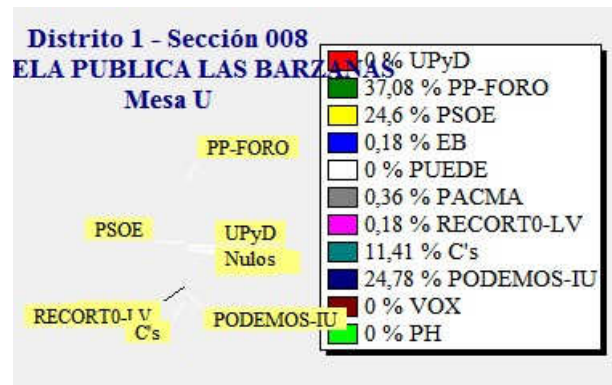 Distrito 1 - Sección 008
ELA PUBLICA LAS BARZANAS
Mesa U
PP-FORO
PSOE
UPyD
Nulos
RECORT0-LV
C's
PODEMOS-IU
0 % UPyD
37,08 % PP-FORO
24,6 % PSOE
0,18 % EB
0 % PUEDE
0,36 % PACMA
0,18 % RECORT0-LV
11,41 % C's
24,78 % PODEMOS-IU
0 % VOX
0 % PH